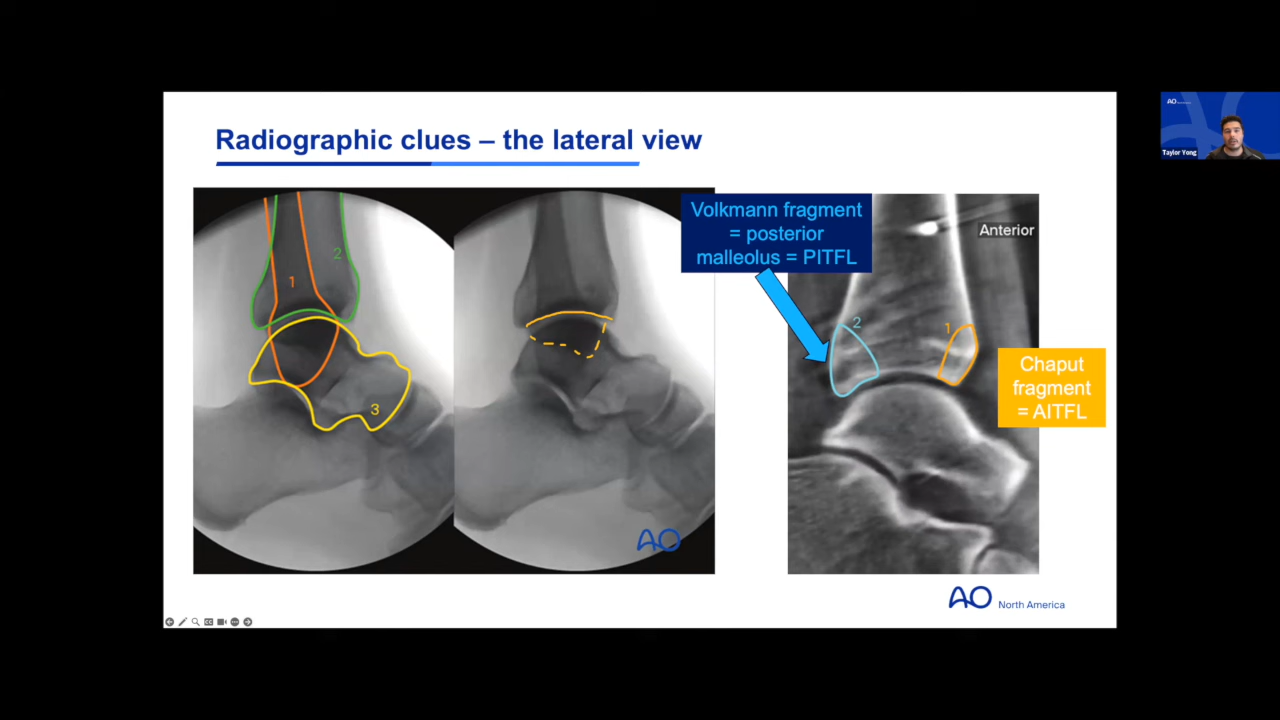 Radiographic clues – the lateral view
1
2
3
AO
Volkmann fragment
= posterior
malleolus = PITFL
Anterior
2
1
Chaput
fragment
= AITFL
AO North America
AO
Taylor Yong